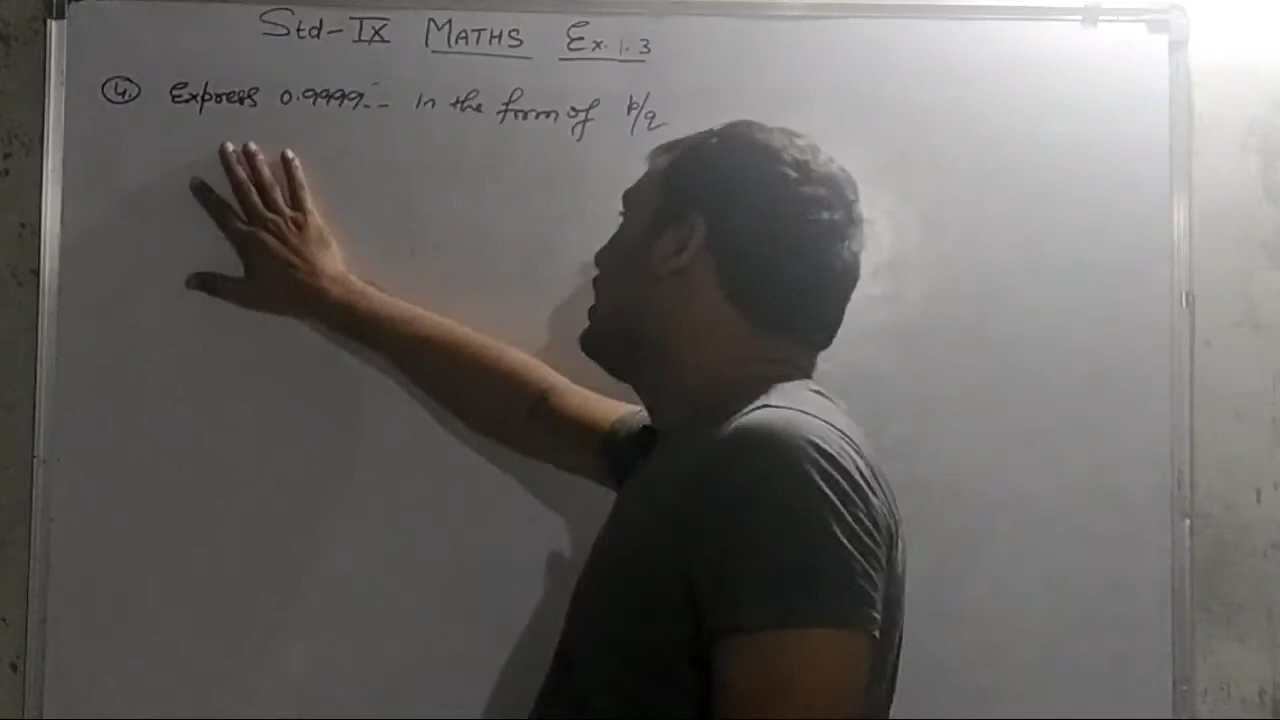 Std-IX MATHS Ex. 1.3
4. Express 0.9999... in the form of p/q